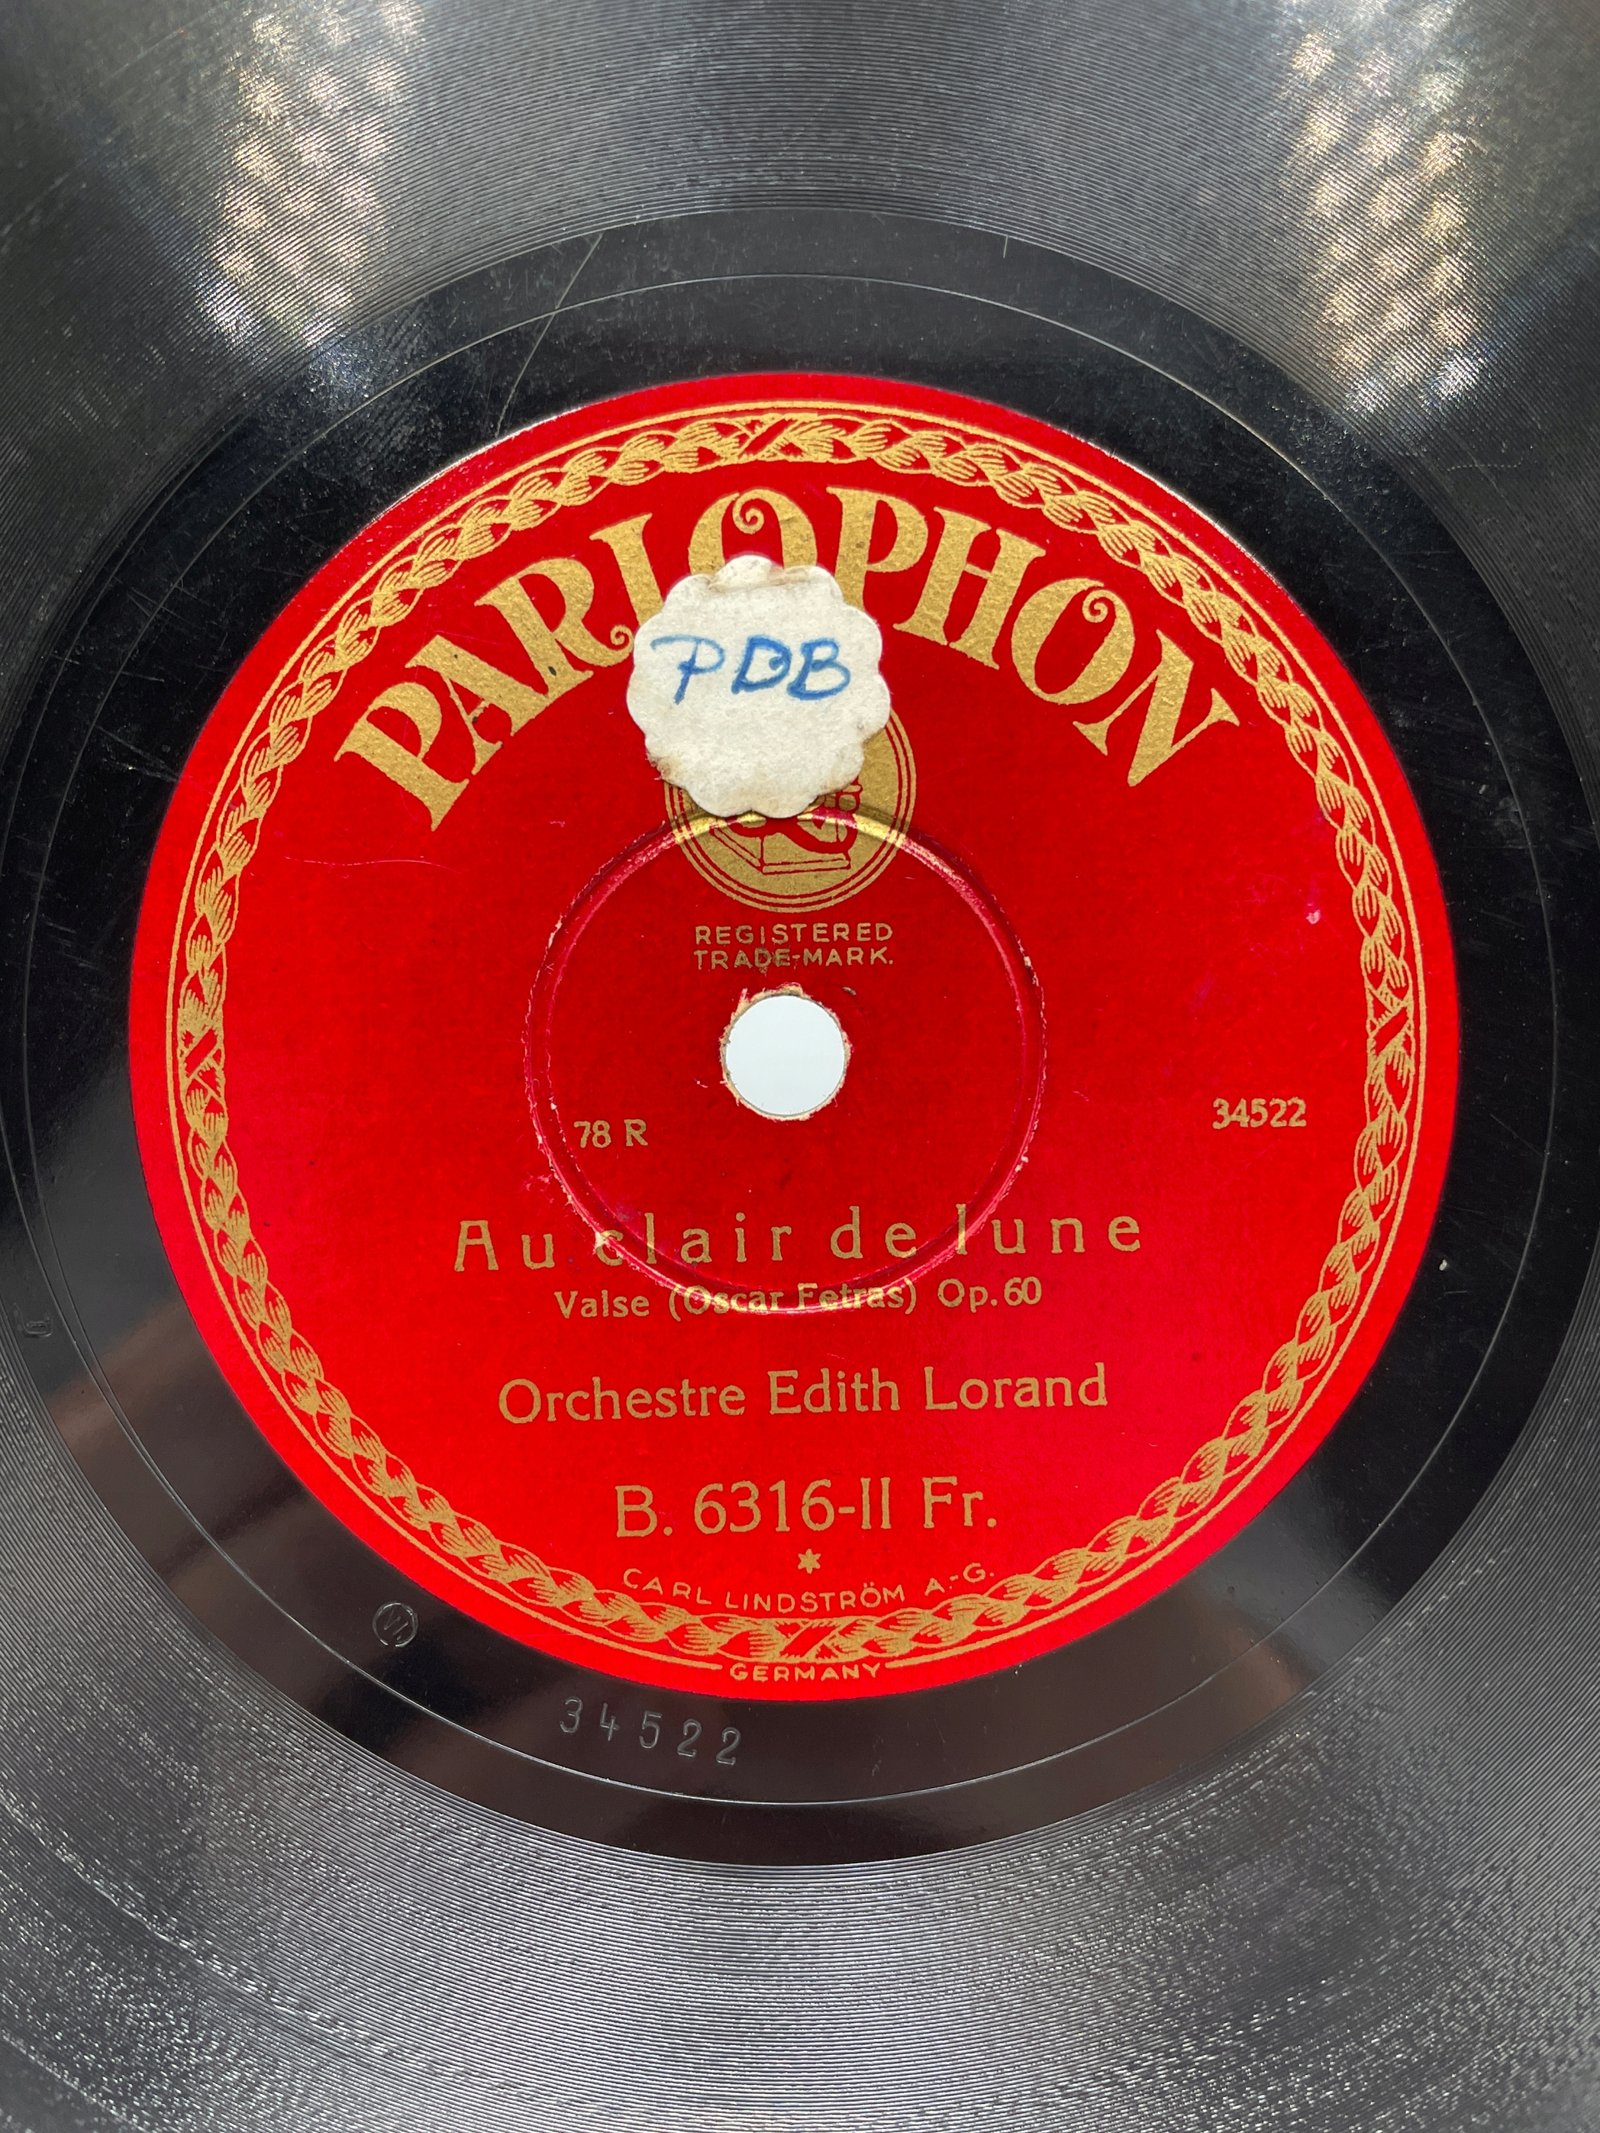 PARLOPHON
PDB
REGISTERED
TRADE-MARK.
78 R
34522
Au clair de lune
Valse (Oscar Fetras) Op. 60
Orchestre Edith Lorand
B. 6316-II Fr.
CARL LINDSTRÖM A.-G.
GERMANY
34522